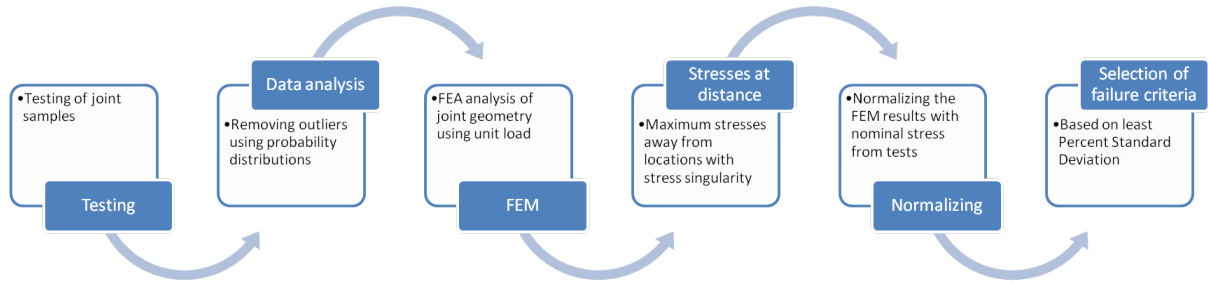 •Testing of joint
samples
Testing
Data analysis
•Removing outliers
using probability
distributions
•FEA analysis of
joint geometry
using unit load
FEM
Stresses at
distance
•Maximum stresses
away from
locations with
stress singularity
•Normalizing the
FEM results with
nominal stress
from tests
Normalizing
Selection of
failure criteria
•Based on least
Percent Standard
Deviation